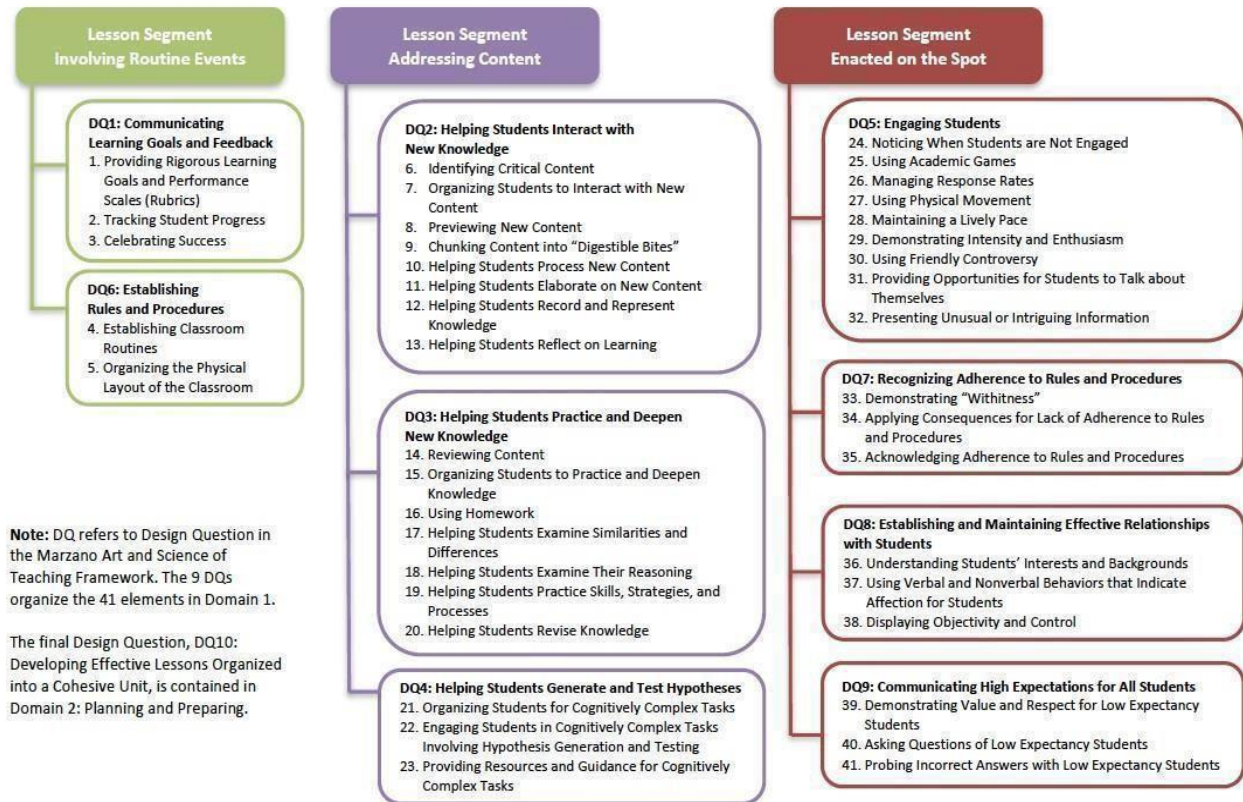 Lesson Segment
Involving Routine Events
DQ1: Communicating
Learning Goals and Feedback
1. Providing Rigorous Learning
Goals and Performance
Scales (Rubrics)
2. Tracking Student Progress
3. Celebrating Success
DQ6: Establishing
Rules and Procedures
4. Establishing Classroom
Routines
5. Organizing the Physical
Layout of the Classroom
Note: DQ refers to Design Question in
the Marzano Art and Science of
Teaching Framework. The 9 DQs
organize the 41 elements in Domain 1.
The final Design Question, DQ10:
Developing Effective Lessons Organized
into a Cohesive Unit, is contained in
Domain 2: Planning and Preparing.
Lesson Segment
Addressing Content
DQ2: Helping Students Interact with
New Knowledge
6. Identifying Critical Content
7. Organizing Students to Interact with New
Content
8. Previewing New Content
9. Chunking Content into “Digestible Bites”
10. Helping Students Process New Content
11. Helping Students Elaborate on New Content
12. Helping Students Record and Represent
Knowledge
13. Helping Students Reflect on Learning
DQ3: Helping Students Practice and Deepen
New Knowledge
14. Reviewing Content
15. Organizing Students to Practice and Deepen
Knowledge
16. Using Homework
17. Helping Students Examine Similarities and
Differences
18. Helping Students Examine Their Reasoning
19. Helping Students Practice Skills, Strategies, and
Processes
20. Helping Students Revise Knowledge
DQ4: Helping Students Generate and Test Hypotheses
21. Organizing Students for Cognitively Complex Tasks
22. Engaging Students in Cognitively Complex Tasks
Involving Hypothesis Generation and Testing
23. Providing Resources and Guidance for Cognitively
Complex Tasks
Lesson Segment
Enacted on the Spot
DQ5: Engaging Students
24. Noticing When Students are Not Engaged
25. Using Academic Games
26. Managing Response Rates
27. Using Physical Movement
28. Maintaining a Lively Pace
29. Demonstrating Intensity and Enthusiasm
30. Using Friendly Controversy
31. Providing Opportunities for Students to Talk about
Themselves
32. Presenting Unusual or Intriguing Information
DQ7: Recognizing Adherence to Rules and Procedures
33. Demonstrating “Withitness”
34. Applying Consequences for Lack of Adherence to Rules
and Procedures
35. Acknowledging Adherence to Rules and Procedures
DQ8: Establishing and Maintaining Effective Relationships
with Students
36. Understanding Students’ Interests and Backgrounds
37. Using Verbal and Nonverbal Behaviors that Indicate
Affection for Students
38. Displaying Objectivity and Control
DQ9: Communicating High Expectations for All Students
39. Demonstrating Value and Respect for Low Expectancy
Students
40. Asking Questions of Low Expectancy Students
41. Probing Incorrect Answers with Low Expectancy Students